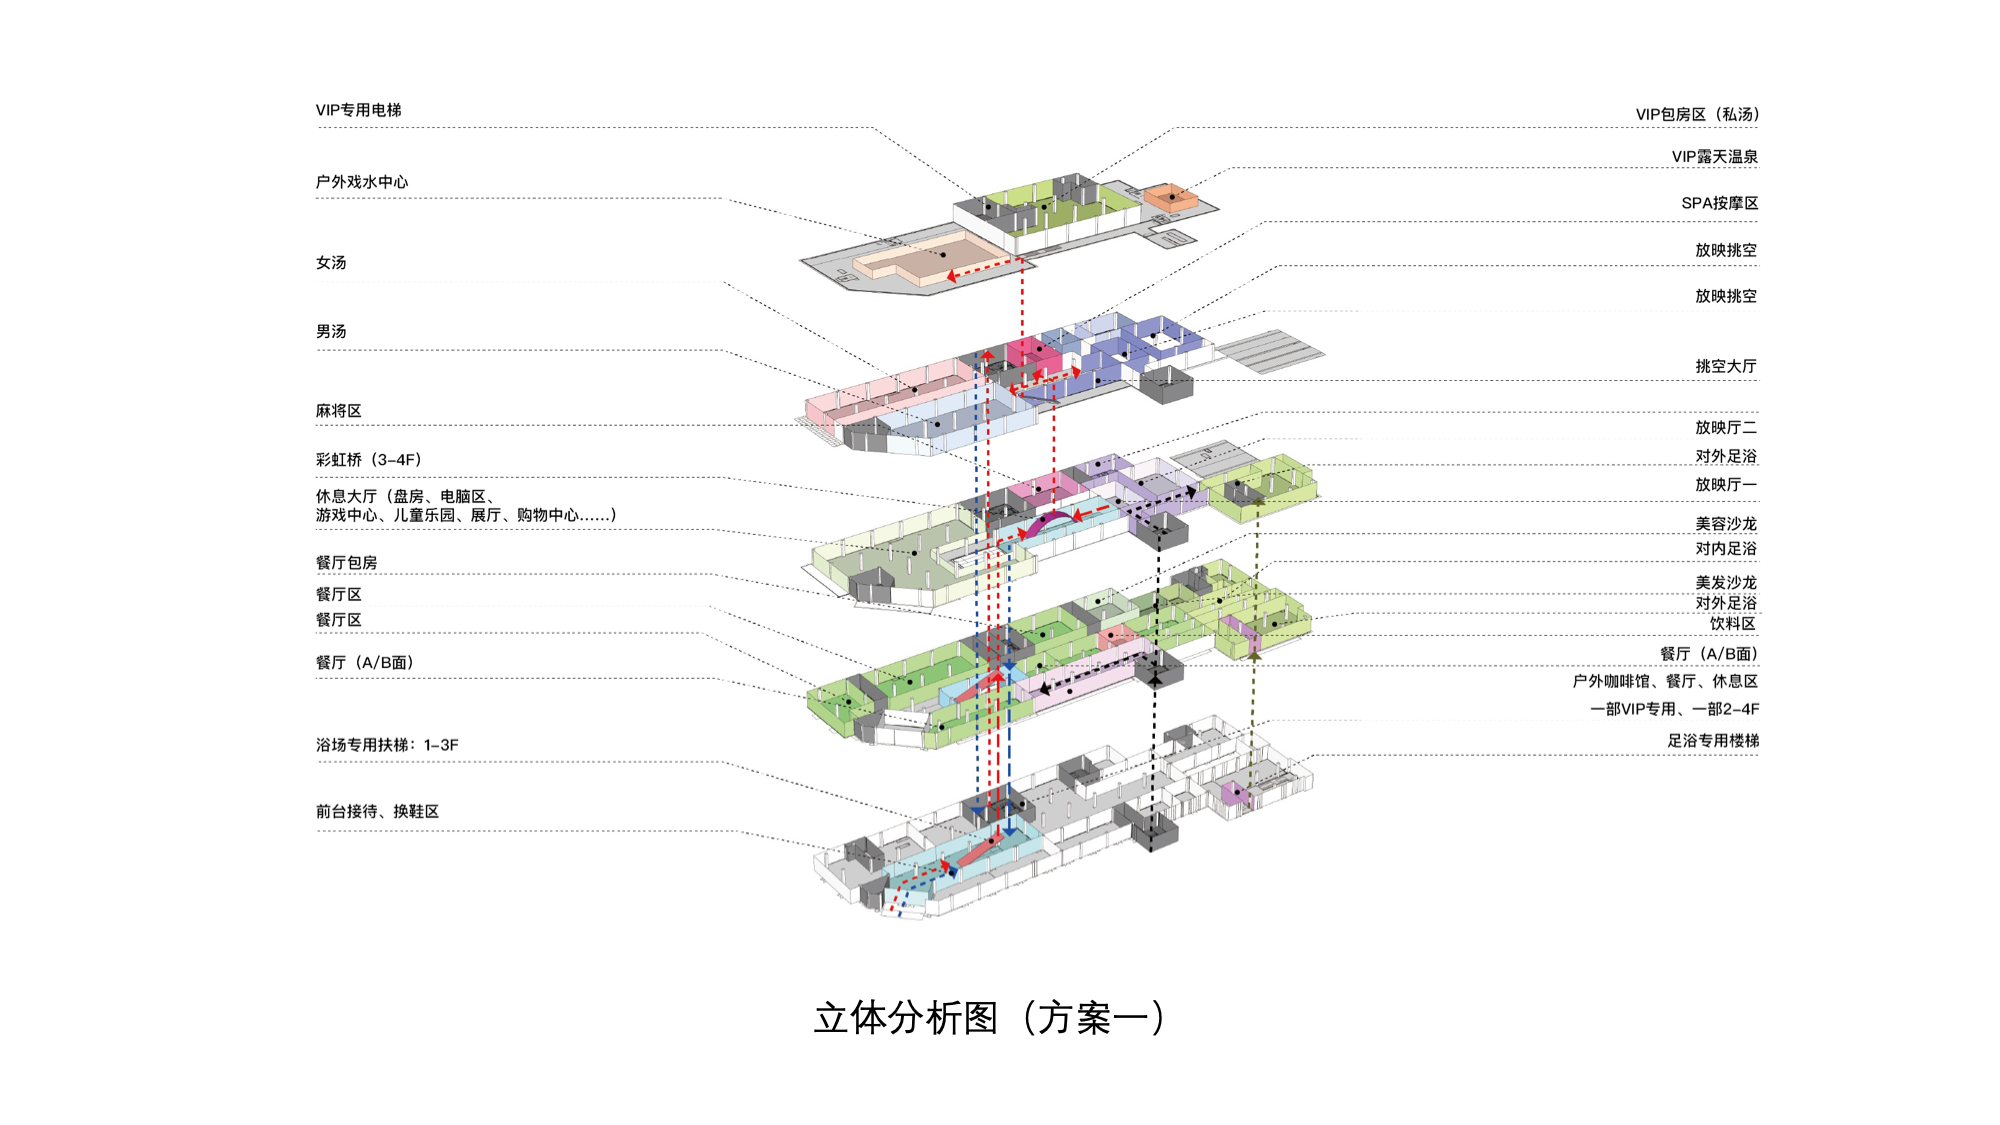 VIP专用电梯
户外戏水中心
女汤
男汤
麻将区
彩虹桥（3-4F）
休息大厅（盘房、电脑区、
游戏中心、儿童乐园、展厅、购物中心......）
餐厅包房
餐厅区
餐厅区
餐厅（A/B面）
浴场专用扶梯：1-3F
前台接待、换鞋区
VIP包房区（私汤）
VIP露天温泉
SPA按摩区
放映挑空
放映挑空
挑空大厅
放映厅二
对外足浴
放映厅一
美容沙龙
对内足浴
美发沙龙
对外足浴
饮料区
餐厅（A/B面）
户外咖啡馆、餐厅、休息区
一部VIP专用、一部2-4F
足浴专用楼梯
立体分析图（方案一）